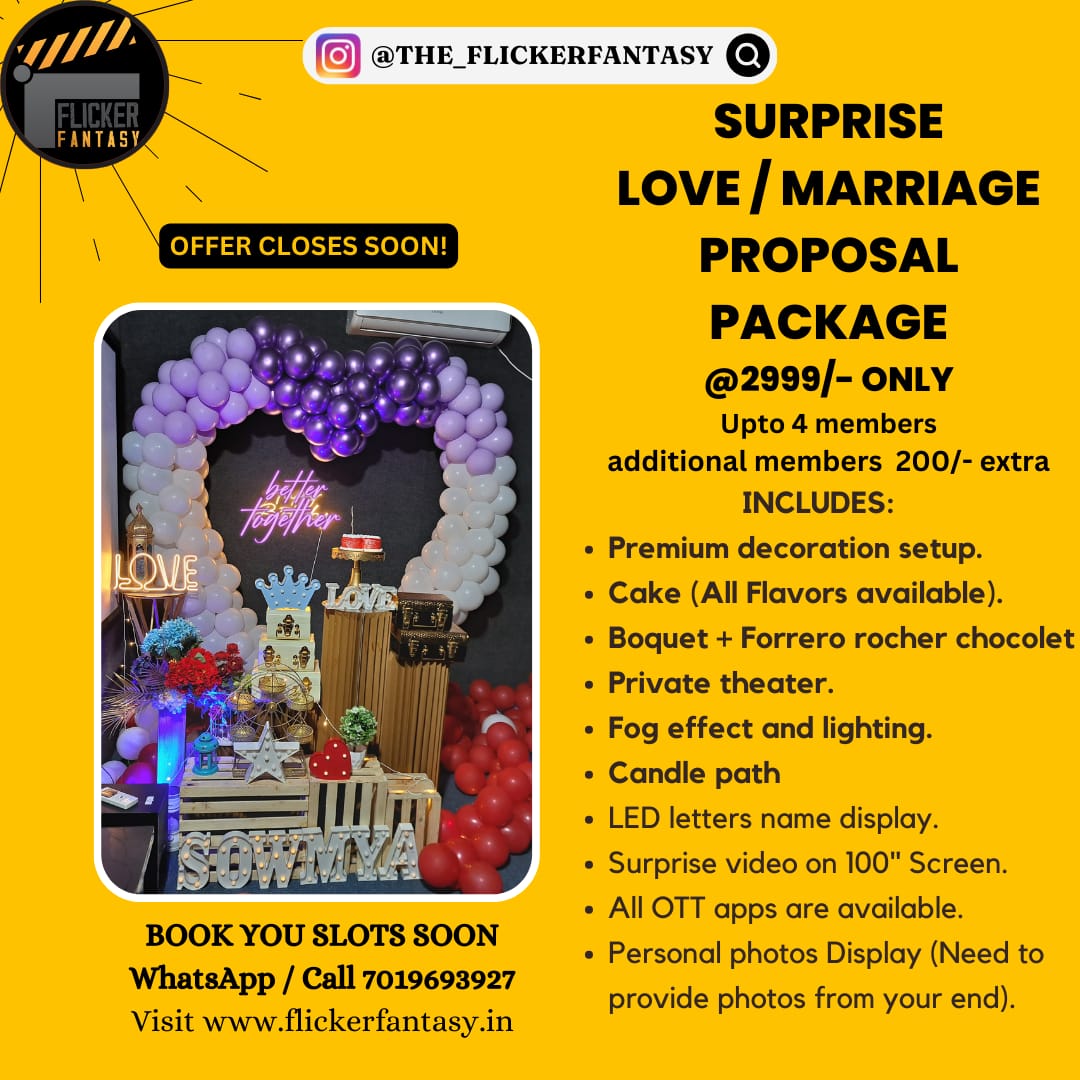 FLICKER
FANTASY
@THE_FLICKERFANTASY
SURPRISE
LOVE / MARRIAGE
PROPOSAL
PACKAGE
@2999/- ONLY
Upto 4 members
additional members 200/- extra
INCLUDES:
• Premium decoration setup.
• Cake (All Flavors available).
• Boquet + Forrero rocher chocolet
• Private theater.
• Fog effect and lighting.
• Candle path
• LED letters name display.
• Surprise video on 100" Screen.
• All OTT apps are available.
• Personal photos Display (Need to
provide photos from your end).
OFFER CLOSES SOON!
better
together
LOVE
LOVE
SOWMYA
BOOK YOU SLOTS SOON
WhatsApp / Call 7019693927
Visit www.flickerfantasy.in